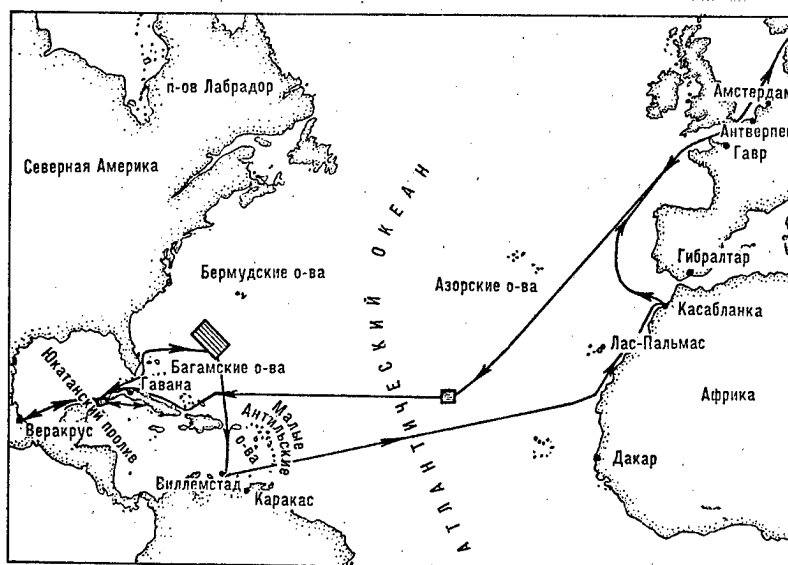 п-ов Лабрадор
Северная Америка
Амстердам
Антверпен
Гавр
АТЛАНТИЧЕСКИЙ ОКЕАН
Бермудские о-ва
Азорские о-ва
Гибралтар
Касабланка
Лас-Пальмас
Африка
Дакар
Багамские о-ва
Гавана
Юкатанский пролив
Веракрус
Малые
Антильские
о-ва
Виллемстад
Каракас